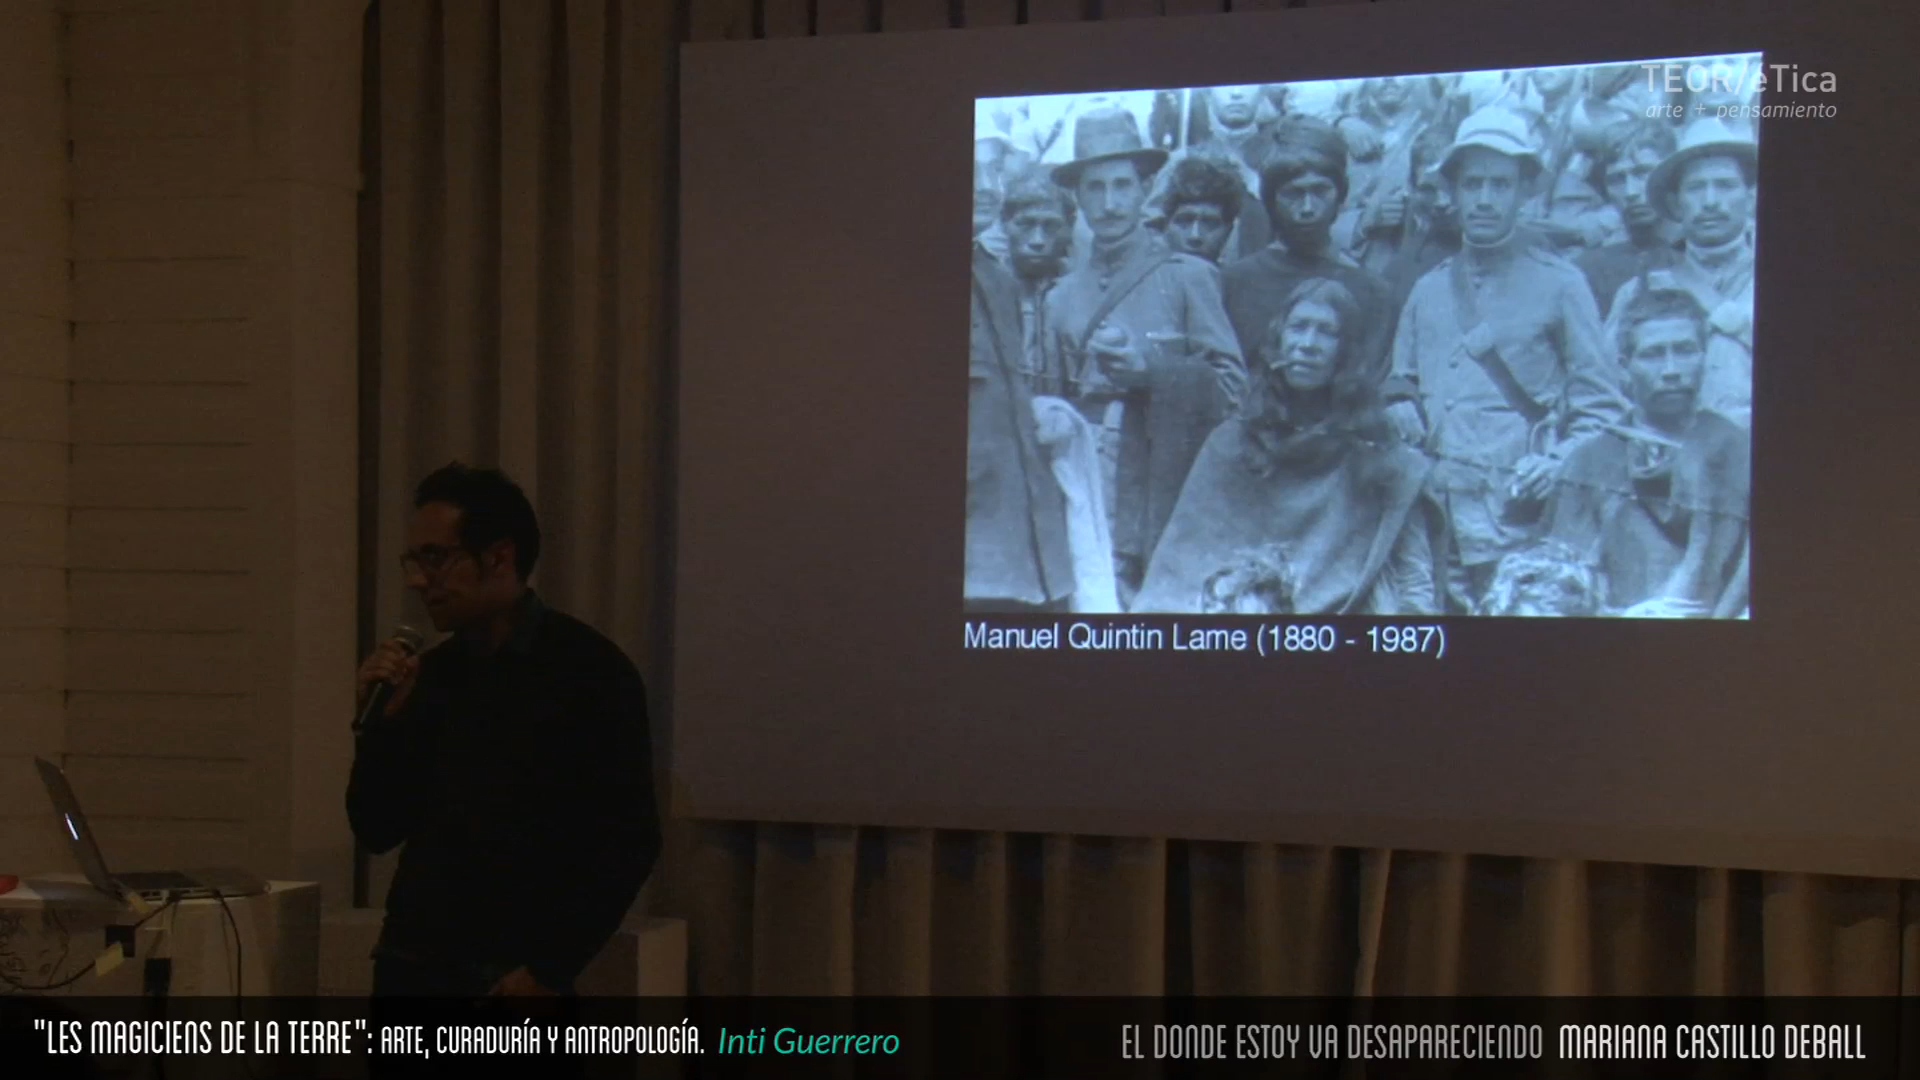 TEOR/éTica
arte + pensamiento
Manuel Quintin Lame (1880 - 1987)
"LES MAGICIENS DE LA TERRE": ARTE, CURADURÍA Y ANTROPOLOGÍA. Inti Guerrero
EL DONDE ESTOY VA DESAPARECIENDO MARIANA CASTILLO DEBALL